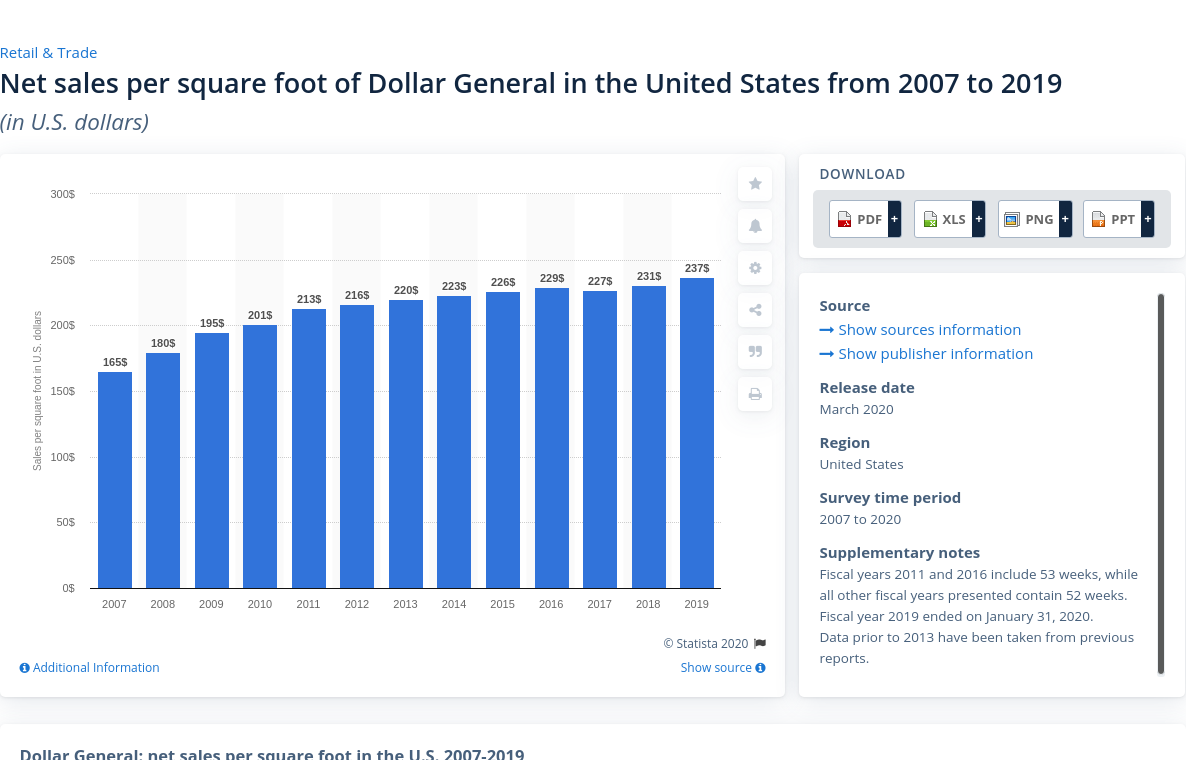 Retail & Trade
Net sales per square foot of Dollar General in the United States from 2007 to 2019
(in U.S. dollars)
300$
250$
200$
150$
100$
50$
0$
Sales per square foot in U.S. dollars
165$
180$
195$
201$
213$
216$
220$
223$
226$
229$
227$
231$
237$
2007 2008 2009 2010 2011 2012 2013 2014 2015 2016 2017 2018 2019
© Statista 2020
Additional Information
Show source
DOWNLOAD
PDF + XLS + PNG + PPT +
Source
Show sources information
Show publisher information
Release date
March 2020
Region
United States
Survey time period
2007 to 2020
Supplementary notes
Fiscal years 2011 and 2016 include 53 weeks, while
all other fiscal years presented contain 52 weeks.
Fiscal year 2019 ended on January 31, 2020.
Data prior to 2013 have been taken from previous
reports.
Dollar General: net sales per square foot in the U.S. 2007-2019